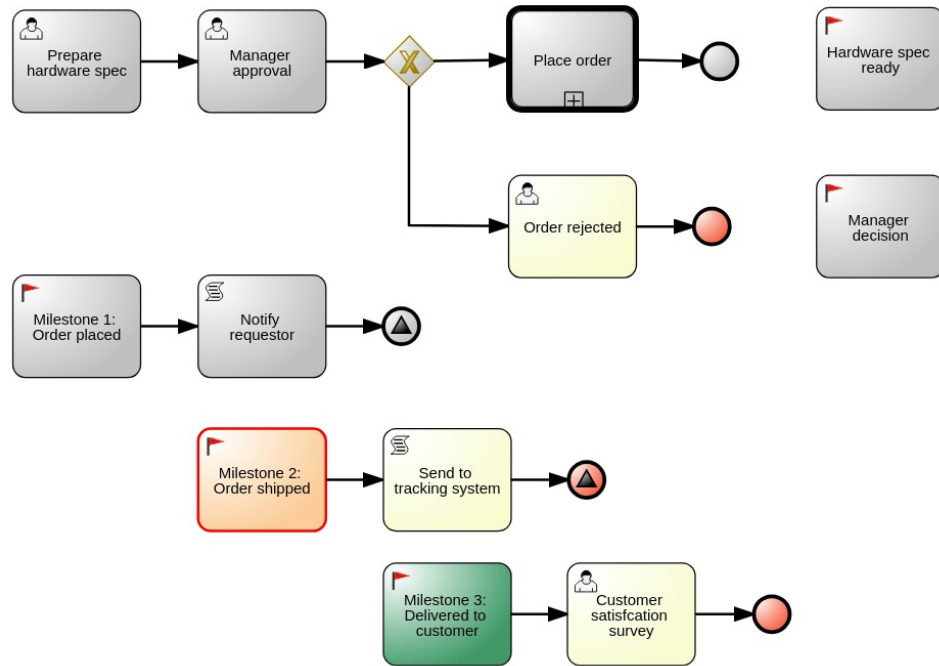 Prepare
hardware spec
Manager
approval
Place order
Hardware spec
ready
Order rejected
Manager
decision
Milestone 1:
Order placed
Notify
requestor
Milestone 2:
Order shipped
Send to
tracking system
Milestone 3:
Delivered to
customer
Customer
satisfcation
survey